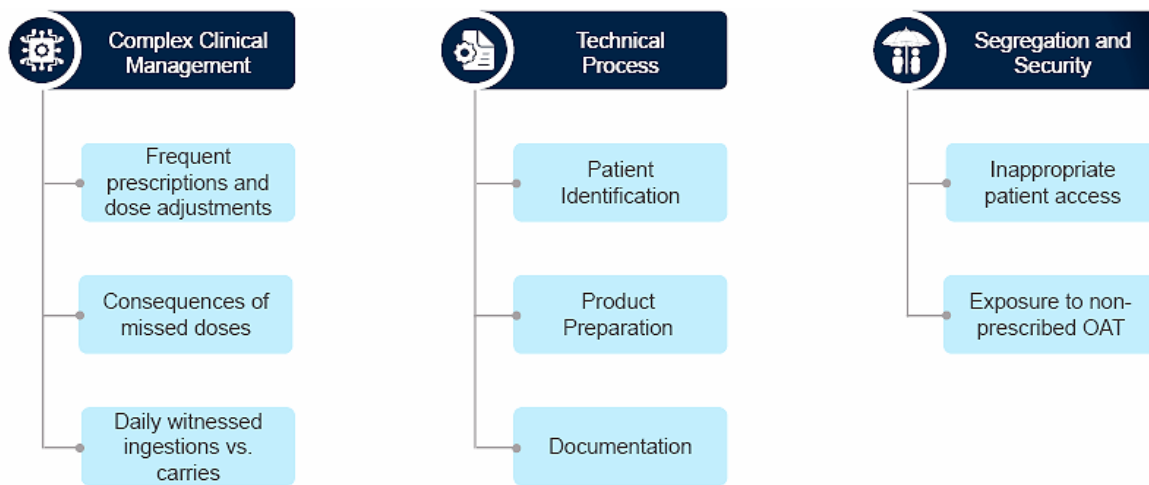 Complex Clinical
Management
Frequent
prescriptions and
dose adjustments
Consequences of
missed doses
Daily witnessed
ingestions vs.
carries
Technical
Process
Patient
Identification
Product
Preparation
Documentation
Segregation and
Security
Inappropriate
patient access
Exposure to non-
prescribed OAT